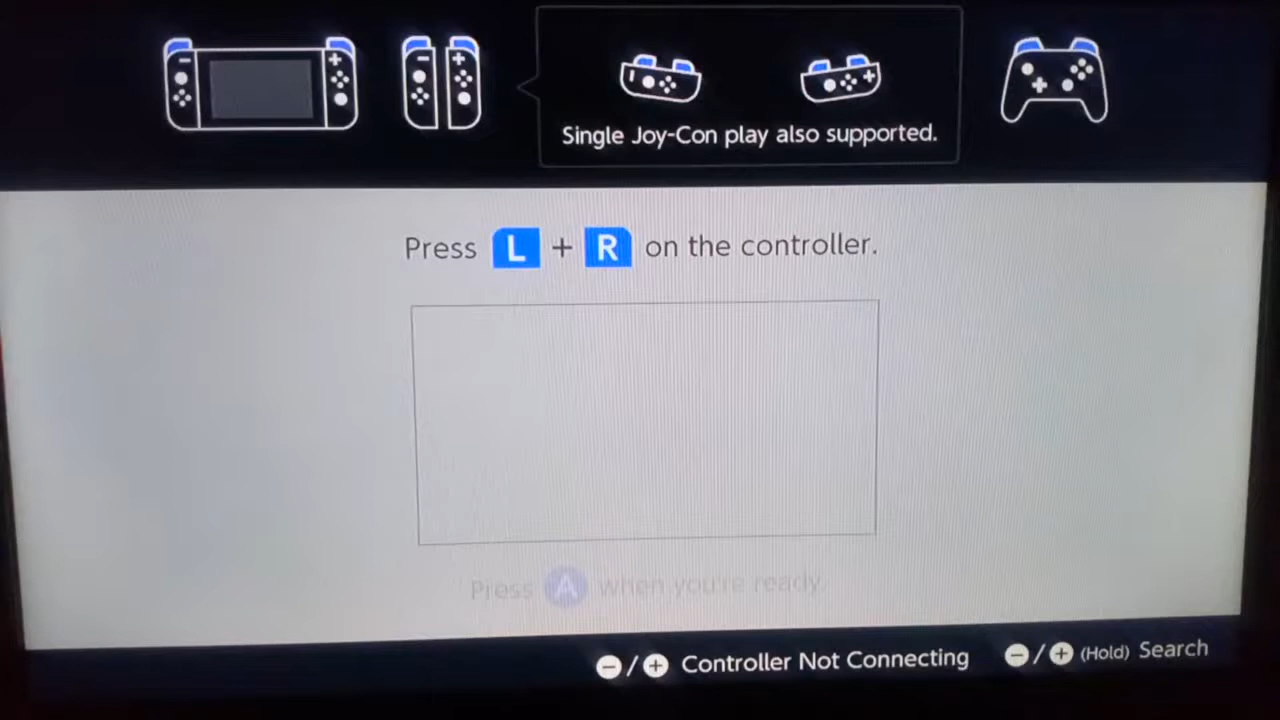 Single Joy-Con play also supported.
Press L + R on the controller.
Press A when you're ready.
-/+ Controller Not Connecting
-/+ (Hold) Search